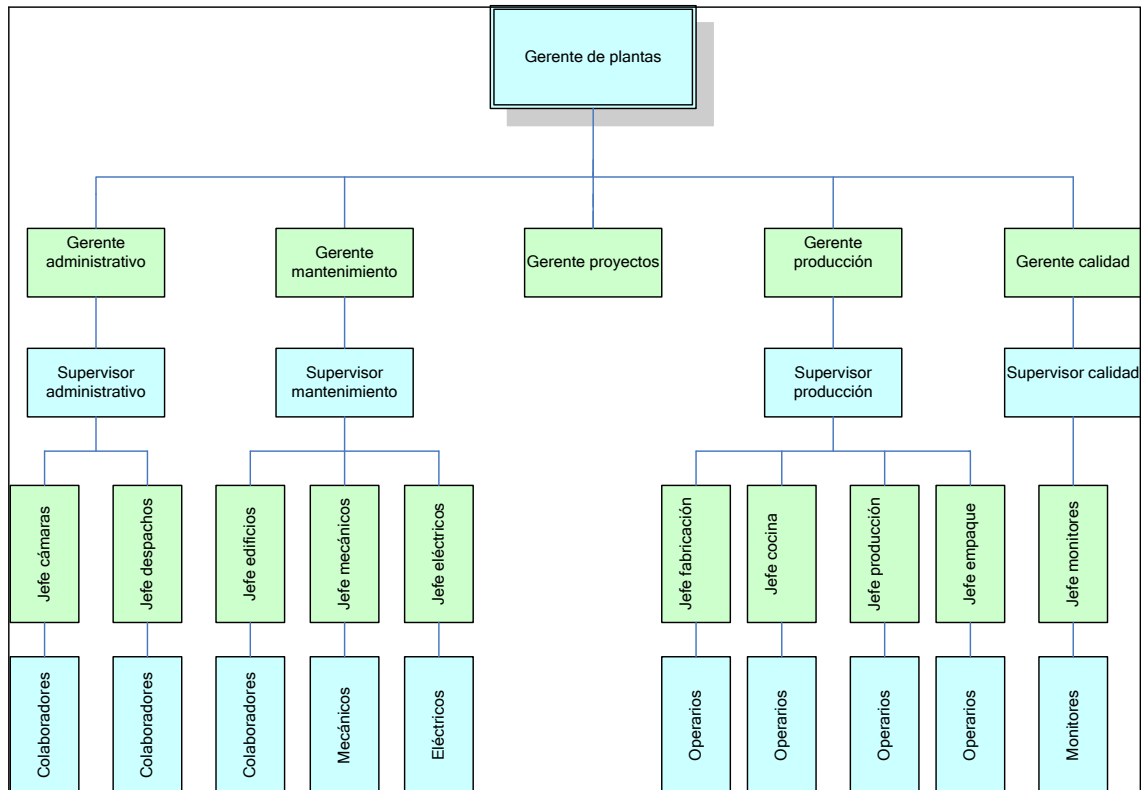 Gerente de plantas
Gerente
administrativo
Gerente
mantenimiento
Gerente proyectos
Gerente
producción
Gerente calidad
Supervisor
administrativo
Supervisor
mantenimiento
Supervisor
producción
Supervisor calidad
Jefe cámaras
Jefe despachos
Jefe edificios
Jefe mecánicos
Jefe eléctricos
Jefe fabricación
Jefe cocina
Jefe producción
Jefe empaque
Jefe monitores
Colaboradores
Colaboradores
Colaboradores
Mecánicos
Eléctricos
Operarios
Operarios
Operarios
Operarios
Monitores